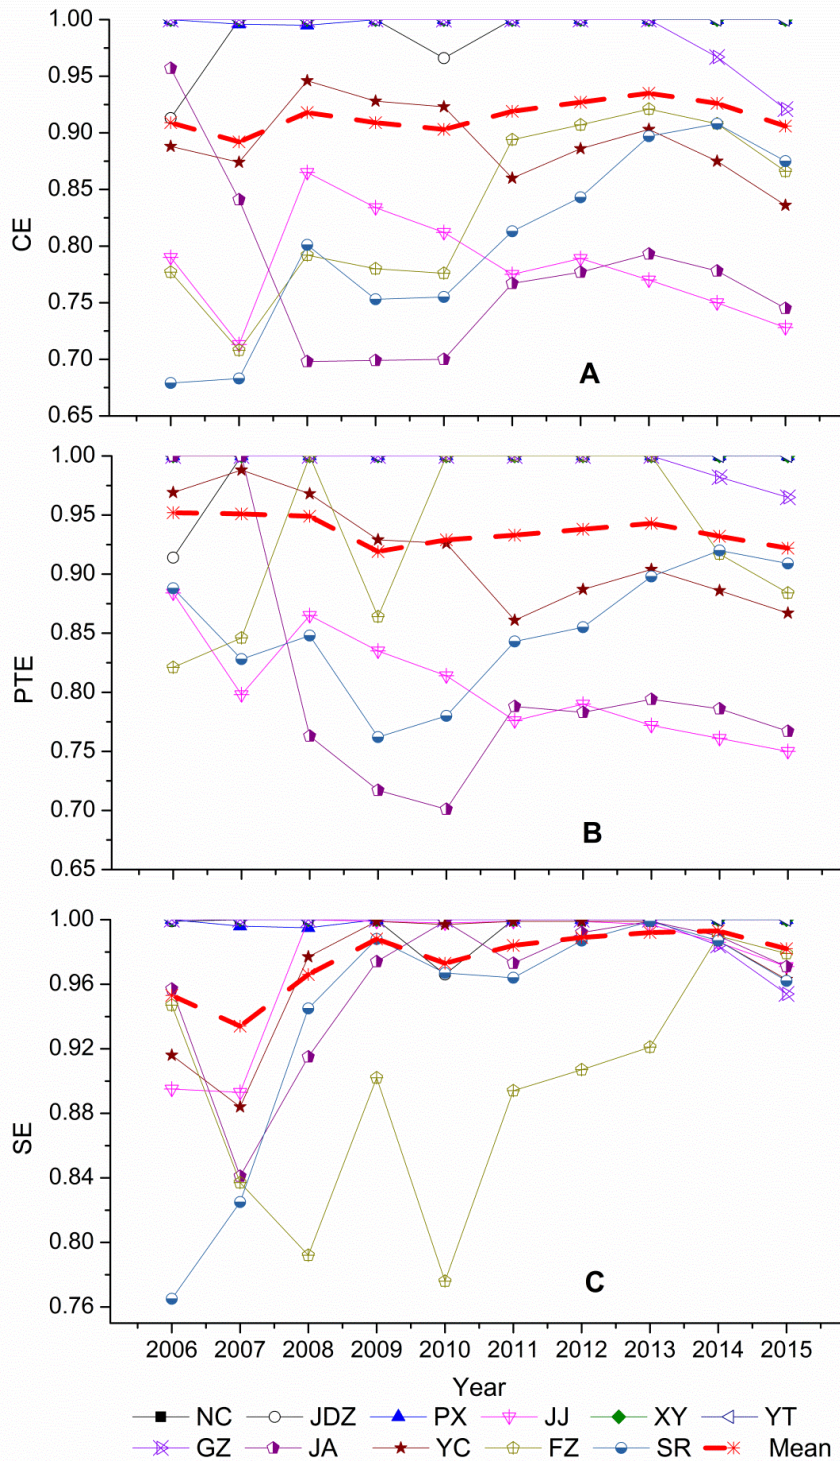 1.00
0.95
0.90
0.85
0.80
0.75
0.70
0.65
CE
A
1.00
0.95
0.90
0.85
0.80
0.75
0.70
0.65
PTE
B
1.00
0.96
0.92
0.88
0.84
0.80
0.76
SE
C
2006 2007 2008 2009 2010 2011 2012 2013 2014 2015
Year
NC JDZ PX JJ XY YT
GZ JA YC FZ SR Mean